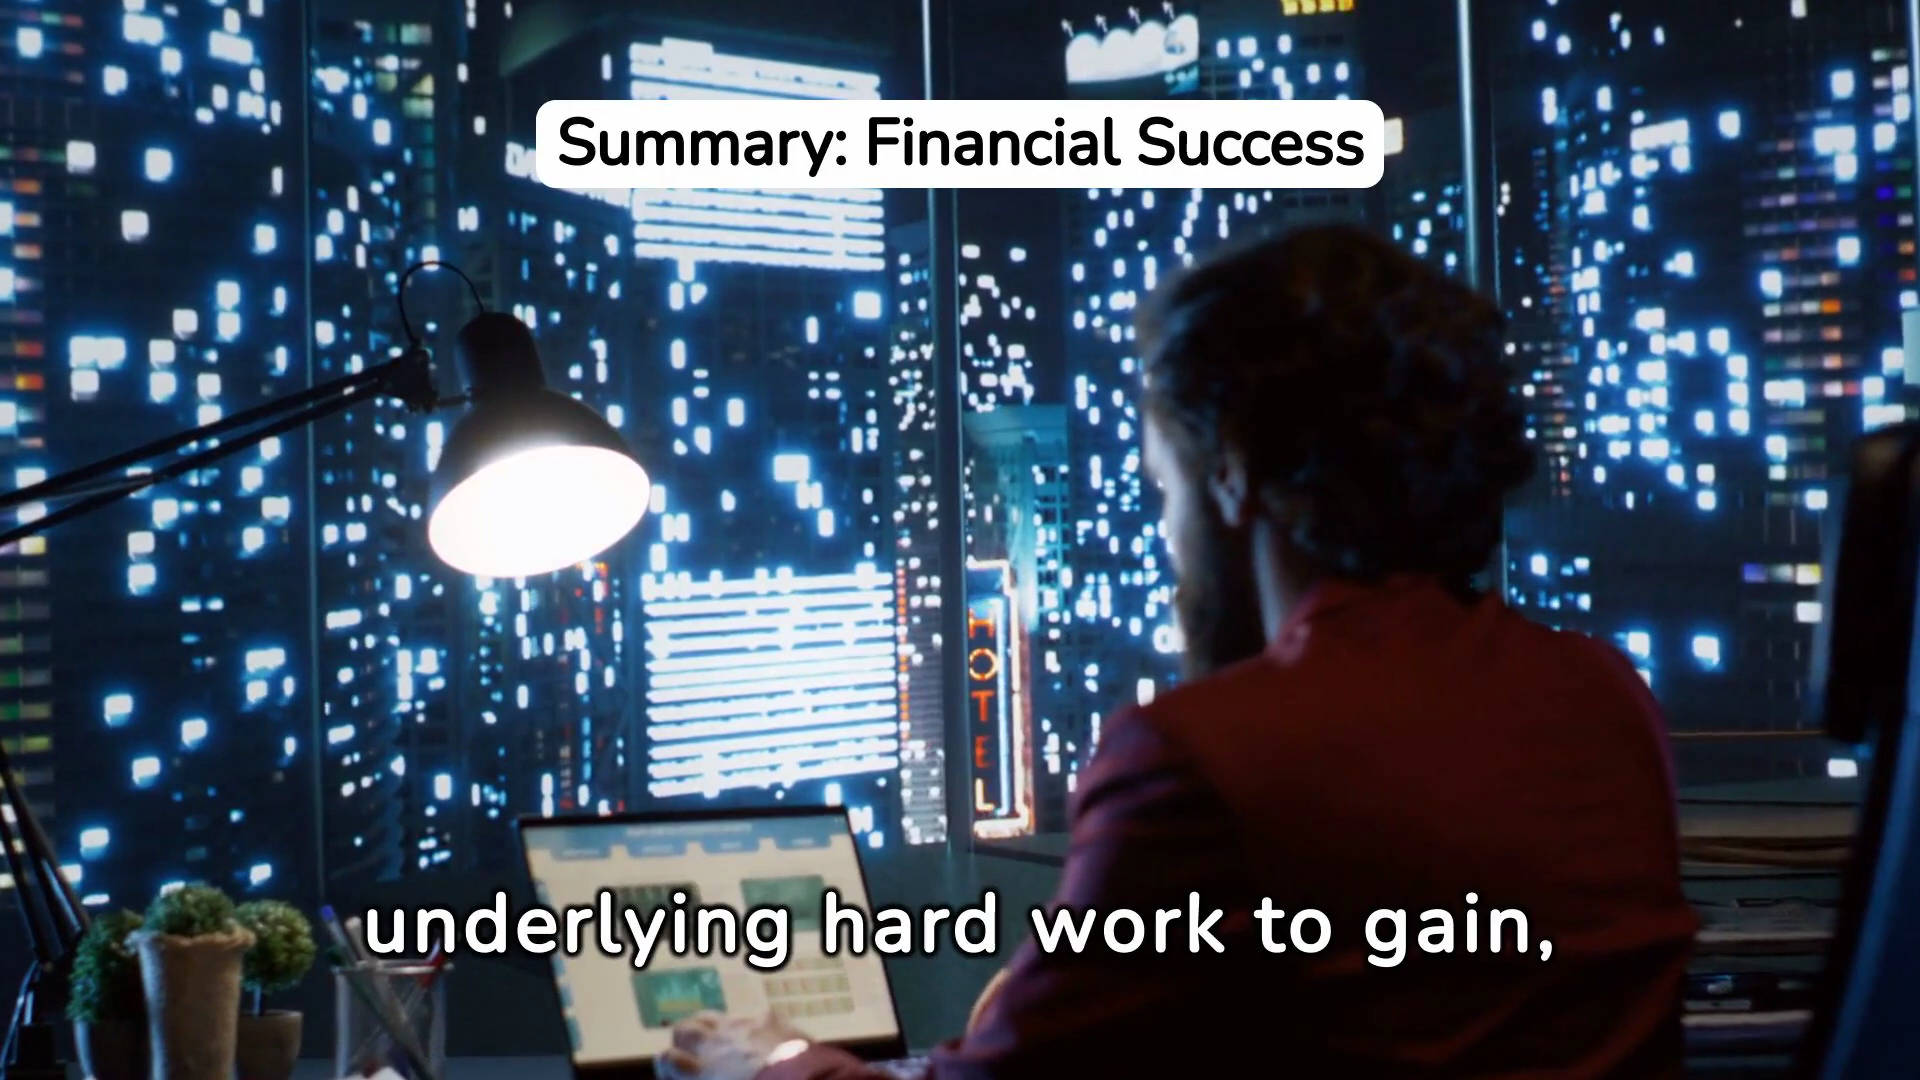 Summary: Financial Success
HOTEL
underlying hard work to gain,